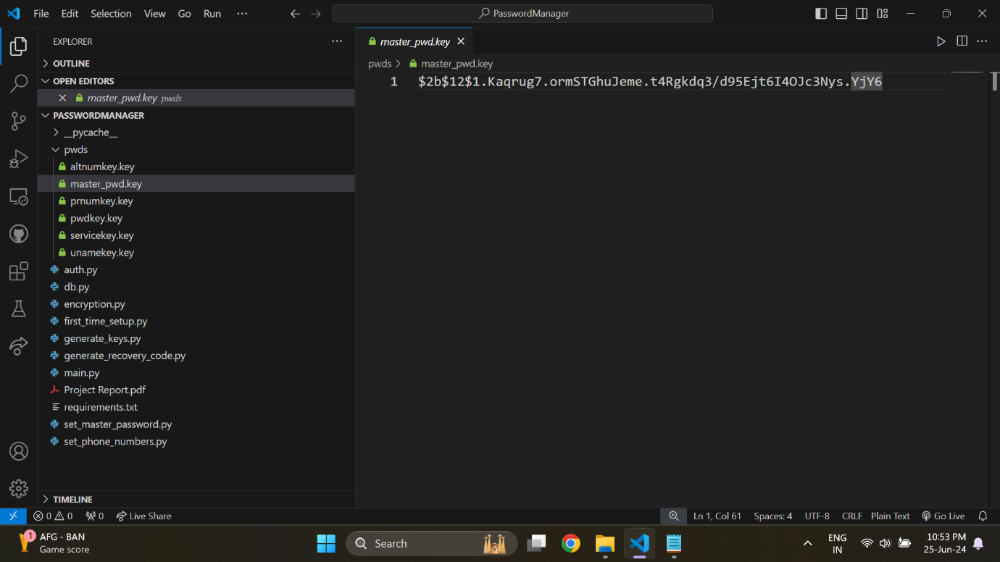 File Edit Selection View Go Run ···
PasswordManager
EXPLORER
OUTLINE
OPEN EDITORS
master_pwd.key pwds
PASSWORDMANAGER
__pycache__
pwds
altnumkey.key
master_pwd.key
prnumkey.key
pwdkey.key
servicekey.key
unamekey.key
auth.py
db.py
encryption.py
first_time_setup.py
generate_keys.py
generate_recovery_code.py
main.py
Project Report.pdf
requirements.txt
set_master_password.py
set_phone_numbers.py
TIMELINE
master_pwd.key
pwds > master_pwd.key
1 $2b$12$1.Kaqrug7.ormSTGhuJeme.t4Rgkdq3/d95Ejt6I4OJc3Nys.YjY6
0 0 0 Live Share
Ln 1, Col 61 Spaces: 4 UTF-8 CRLF Plain Text Go Live
1
AFG - BAN
Game score
Search
ENG
IN
10:53 PM
25-Jun-24